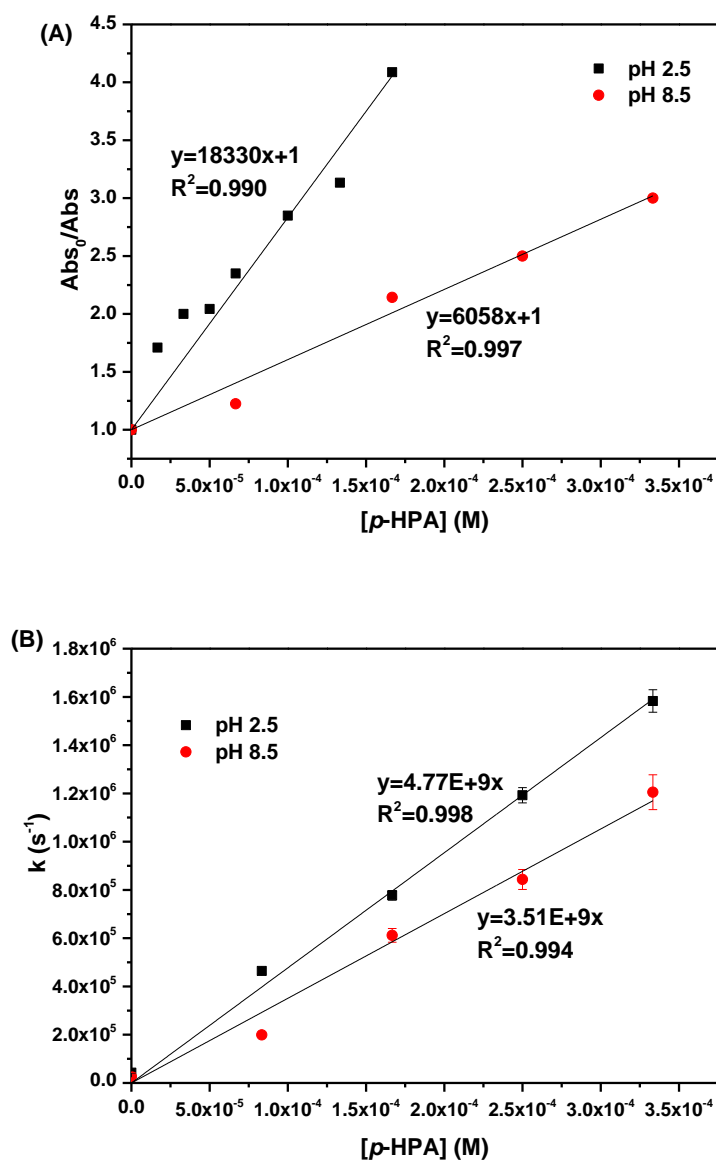 (A)
4.5
4.0
3.5
3.0
2.5
2.0
1.5
1.0
Abs₀/Abs
pH 2.5
pH 8.5
y=18330x+1
R²=0.990
y=6058x+1
R²=0.997
0.0 5.0x10⁻⁵ 1.0x10⁻⁴ 1.5x10⁻⁴ 2.0x10⁻⁴ 2.5x10⁻⁴ 3.0x10⁻⁴ 3.5x10⁻⁴
[p-HPA] (M)
(B)
1.8x10⁶
1.6x10⁶
1.4x10⁶
1.2x10⁶
1.0x10⁶
8.0x10⁵
6.0x10⁵
4.0x10⁵
2.0x10⁵
0.0
k (s⁻¹)
pH 2.5
pH 8.5
y=4.77E+9x
R²=0.998
y=3.51E+9x
R²=0.994
0.0 5.0x10⁻⁵ 1.0x10⁻⁴ 1.5x10⁻⁴ 2.0x10⁻⁴ 2.5x10⁻⁴ 3.0x10⁻⁴ 3.5x10⁻⁴
[p-HPA] (M)